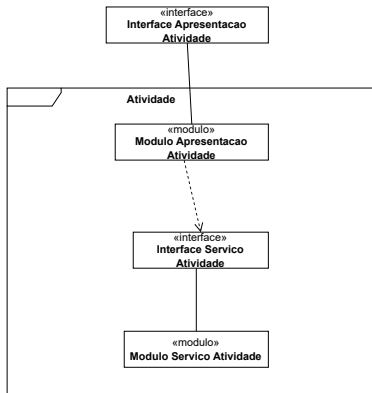 «interface»
Interface Apresentacao
Atividade
Atividade
«modulo»
Modulo Apresentacao
Atividade
«interface»
Interface Servico
Atividade
«modulo»
Modulo Servico Atividade